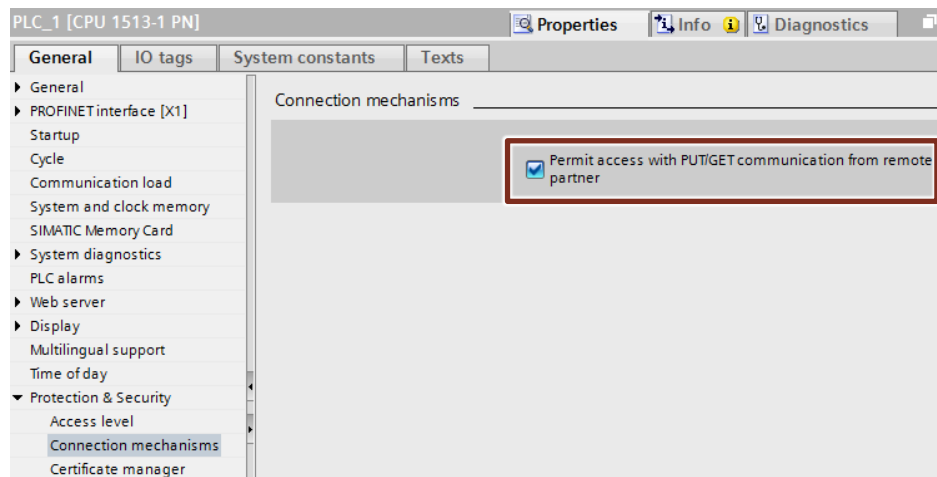 PLC_1 [CPU 1513-1 PN]
Properties
Info
Diagnostics
General
IO tags
System constants
Texts
General
PROFINET interface [X1]
Startup
Cycle
Communication load
System and clock memory
SIMATIC Memory Card
System diagnostics
PLC alarms
Web server
Display
Multilingual support
Time of day
Protection & Security
Access level
Connection mechanisms
Certificate manager
Connection mechanisms
Permit access with PUT/GET communication from remote
partner